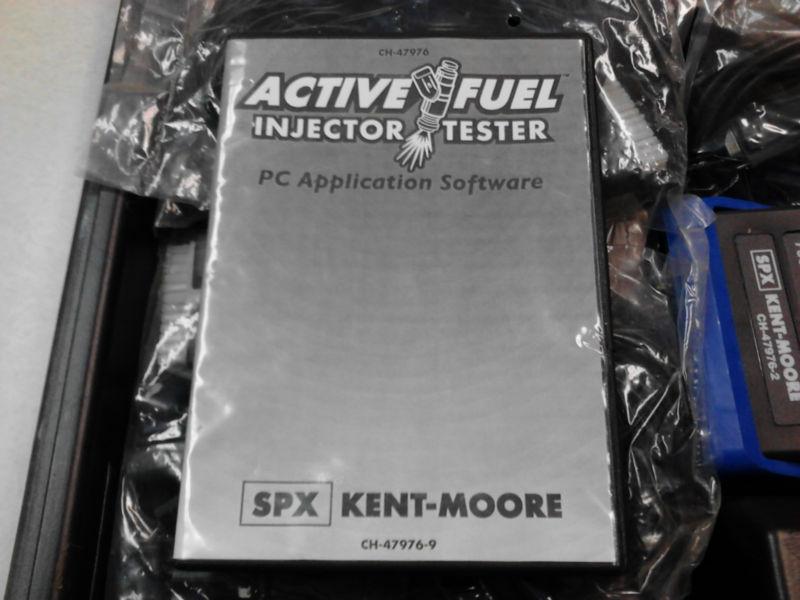 CH-47976
ACTIVE FUEL™
INJECTOR TESTER
PC Application Software
SPX KENT-MOORE
CH-47976-9
SPX KENT-MOORE
CH-47976-2